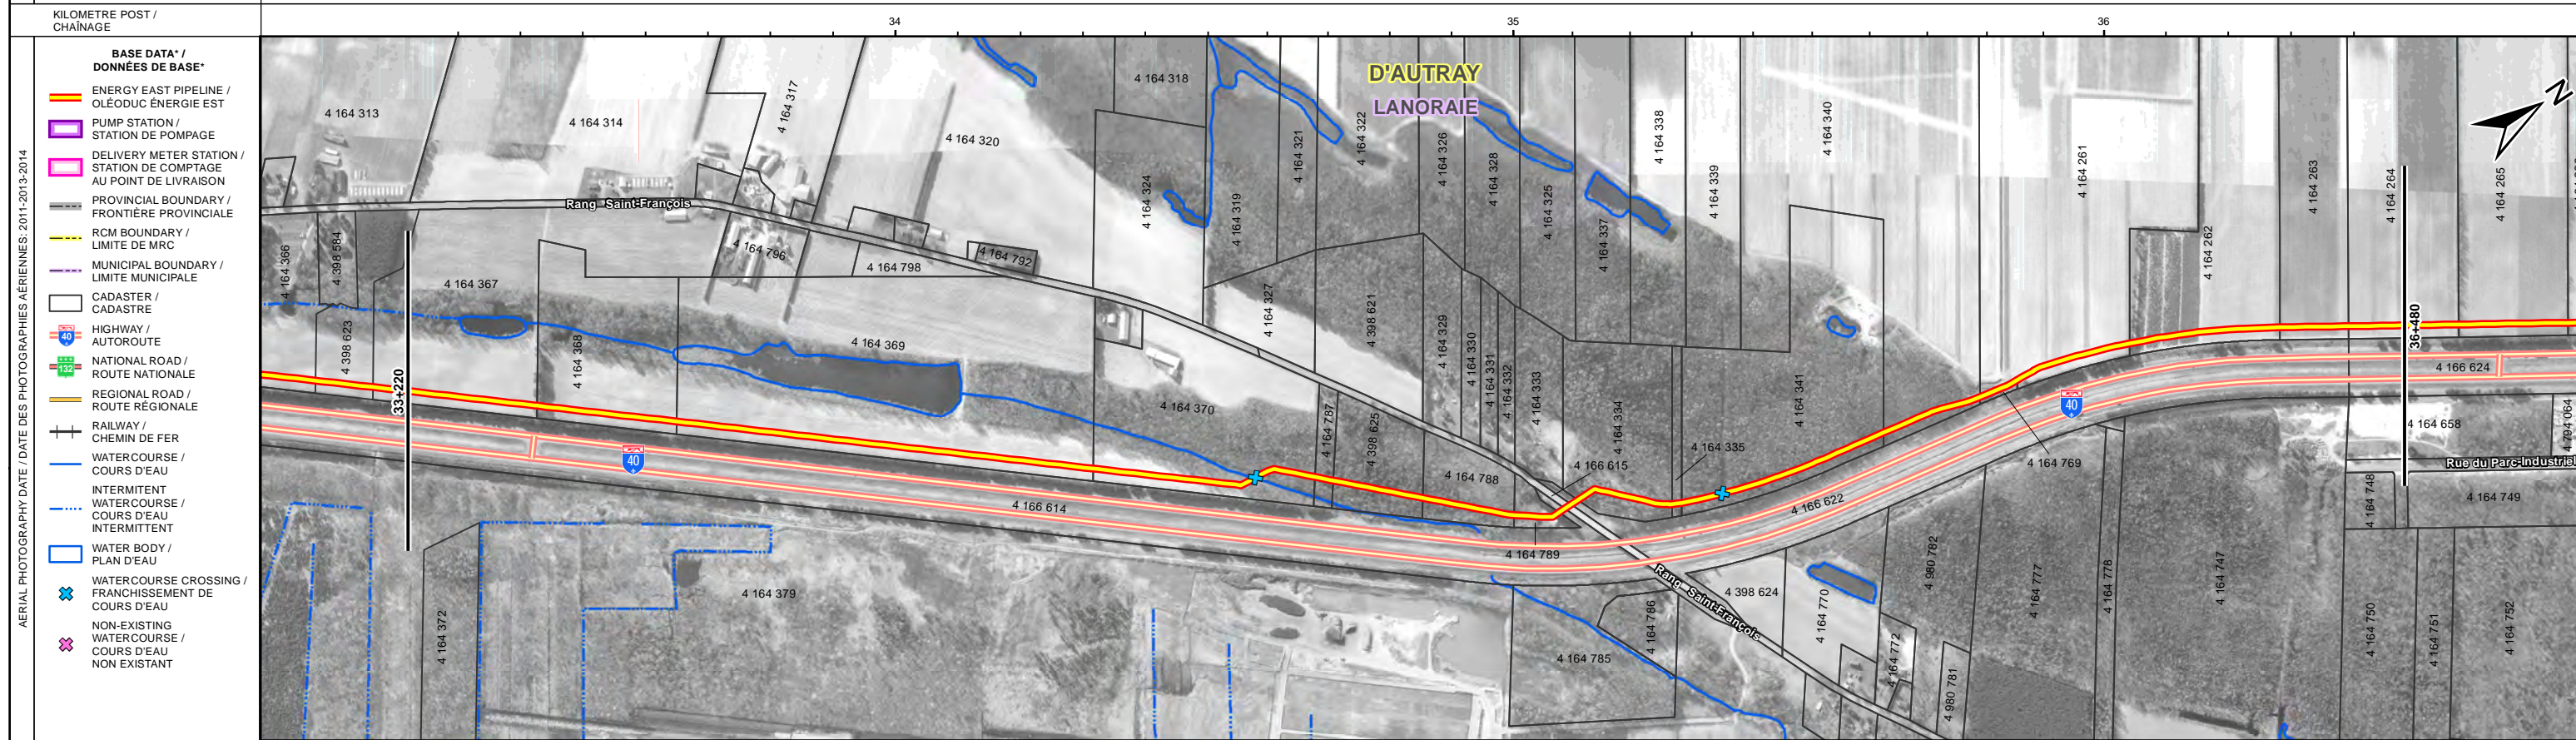 KILOMETRE POST /
CHAÎNAGE
34
35
36
AERIAL PHOTOGRAPHY DATE / DATE DES PHOTOGRAPHIES AÉRIENNES: 2011-2013-2014
BASE DATA* /
DONNÉES DE BASE*
ENERGY EAST PIPELINE /
OLÉODUC ÉNERGIE EST
PUMP STATION /
STATION DE POMPAGE
DELIVERY METER STATION /
STATION DE COMPTAGE
AU POINT DE LIVRAISON
PROVINCIAL BOUNDARY /
FRONTIÈRE PROVINCIALE
RCM BOUNDARY /
LIMITE DE MRC
MUNICIPAL BOUNDARY /
LIMITE MUNICIPALE
CADASTER /
CADASTRE
40
HIGHWAY /
AUTOROUTE
132
NATIONAL ROAD /
ROUTE NATIONALE
REGIONAL ROAD /
ROUTE RÉGIONALE
RAILWAY /
CHEMIN DE FER
WATERCOURSE /
COURS D'EAU
INTERMITENT
WATERCOURSE /
COURS D'EAU
INTERMITTENT
WATER BODY /
PLAN D'EAU
WATERCOURSE CROSSING /
FRANCHISSEMENT DE
COURS D'EAU
NON-EXISTING
WATERCOURSE /
COURS D'EAU
NON EXISTANT
D'AUTRAY
LANORAIE
N
4 164 313
4 164 314
4 164 317
4 164 320
4 164 318
4 164 324
4 164 319
4 164 321
4 164 322
4 164 326
4 164 328
4 164 325
4 164 337
4 164 338
4 164 339
4 164 340
4 164 261
4 164 262
4 164 263
4 164 264
4 164 265
Rang Saint-François
4 164 366
4 398 584
4 164 367
4 164 796
4 164 798
4 164 792
4 398 623
4 164 368
4 164 369
4 164 370
4 164 327
4 398 621
4 164 329
4 164 330
4 164 331
4 164 332
4 164 333
4 164 334
4 164 335
4 164 341
33+220
36+480
40
40
4 164 787
4 398 625
4 164 788
4 166 615
4 164 769
4 166 624
4 164 658
4 794 064
Rue du Parc-Industriel
4 166 614
4 164 789
4 166 622
4 164 748
4 164 749
4 164 372
4 164 379
Rang Saint-François
4 398 624
4 164 786
4 164 785
4 164 770
4 164 772
4 980 782
4 980 781
4 164 777
4 164 778
4 164 747
4 164 750
4 164 751
4 164 752